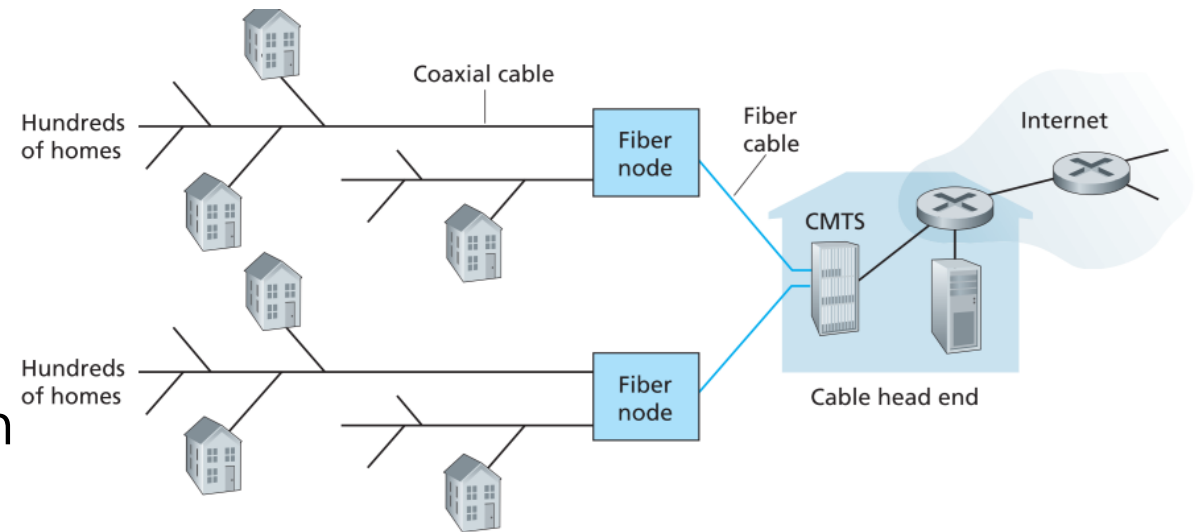 Coaxial cable
Hundreds
of homes
Fiber
node
Fiber
cable
Internet
CMTS
Hundreds
of homes
n
Fiber
node
Cable head end